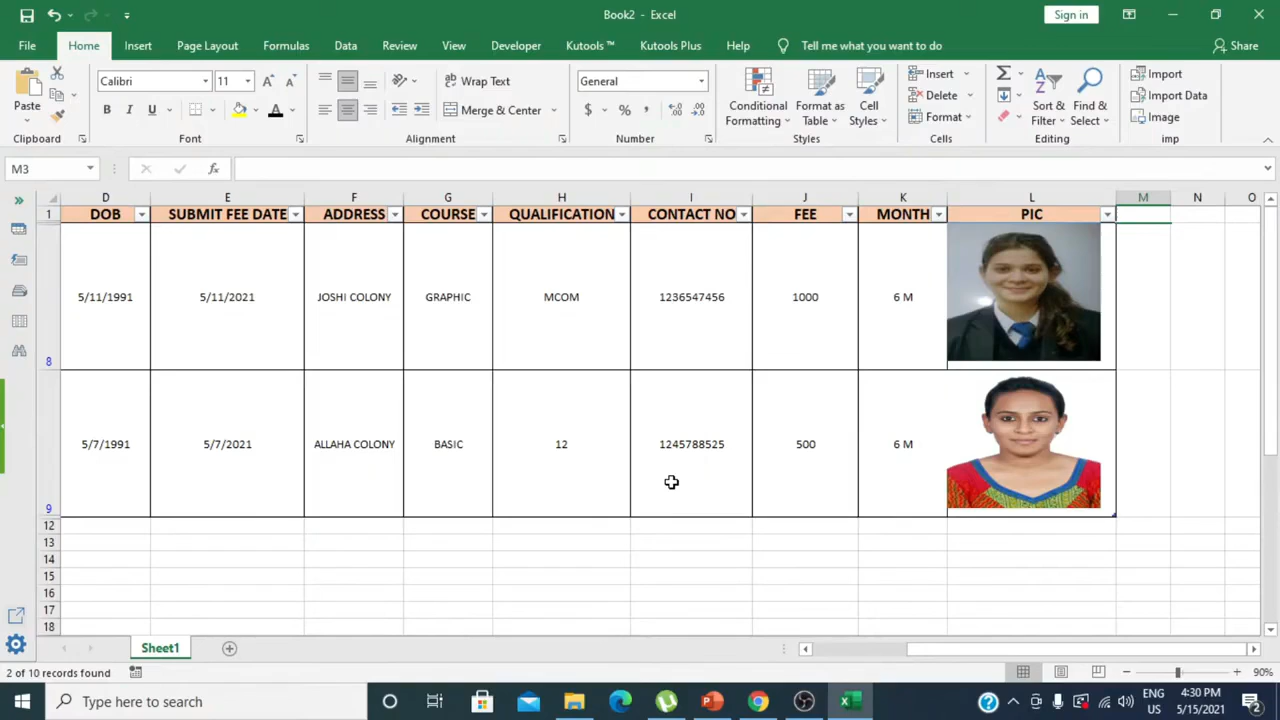 Book2 - Excel
Sign in
File Home Insert Page Layout Formulas Data Review View Developer Kutools ™ Kutools Plus Help Tell me what you want to do Share
Calibri 11 Wrap Text General Insert Import
Paste B I U Merge & Center $ % , Conditional Formatting Format as Table Cell Styles Delete Format Sort & Filter Find & Select Import Data Image
Clipboard Font Alignment Number Styles Cells Editing imp
M3 fx
D E F G H I J K L M N O
1 DOB SUBMIT FEE DATE ADDRESS COURSE QUALIFICATION CONTACT NO FEE MONTH PIC
8 5/11/1991 5/11/2021 JOSHI COLONY GRAPHIC MCOM 1236547456 1000 6 M
9 5/7/1991 5/7/2021 ALLAHA COLONY BASIC 12 1245788525 500 6 M
12
13
14
15
16
17
18
Sheet1
2 of 10 records found 90%
Type here to search ENG US 4:30 PM 5/15/2021 2